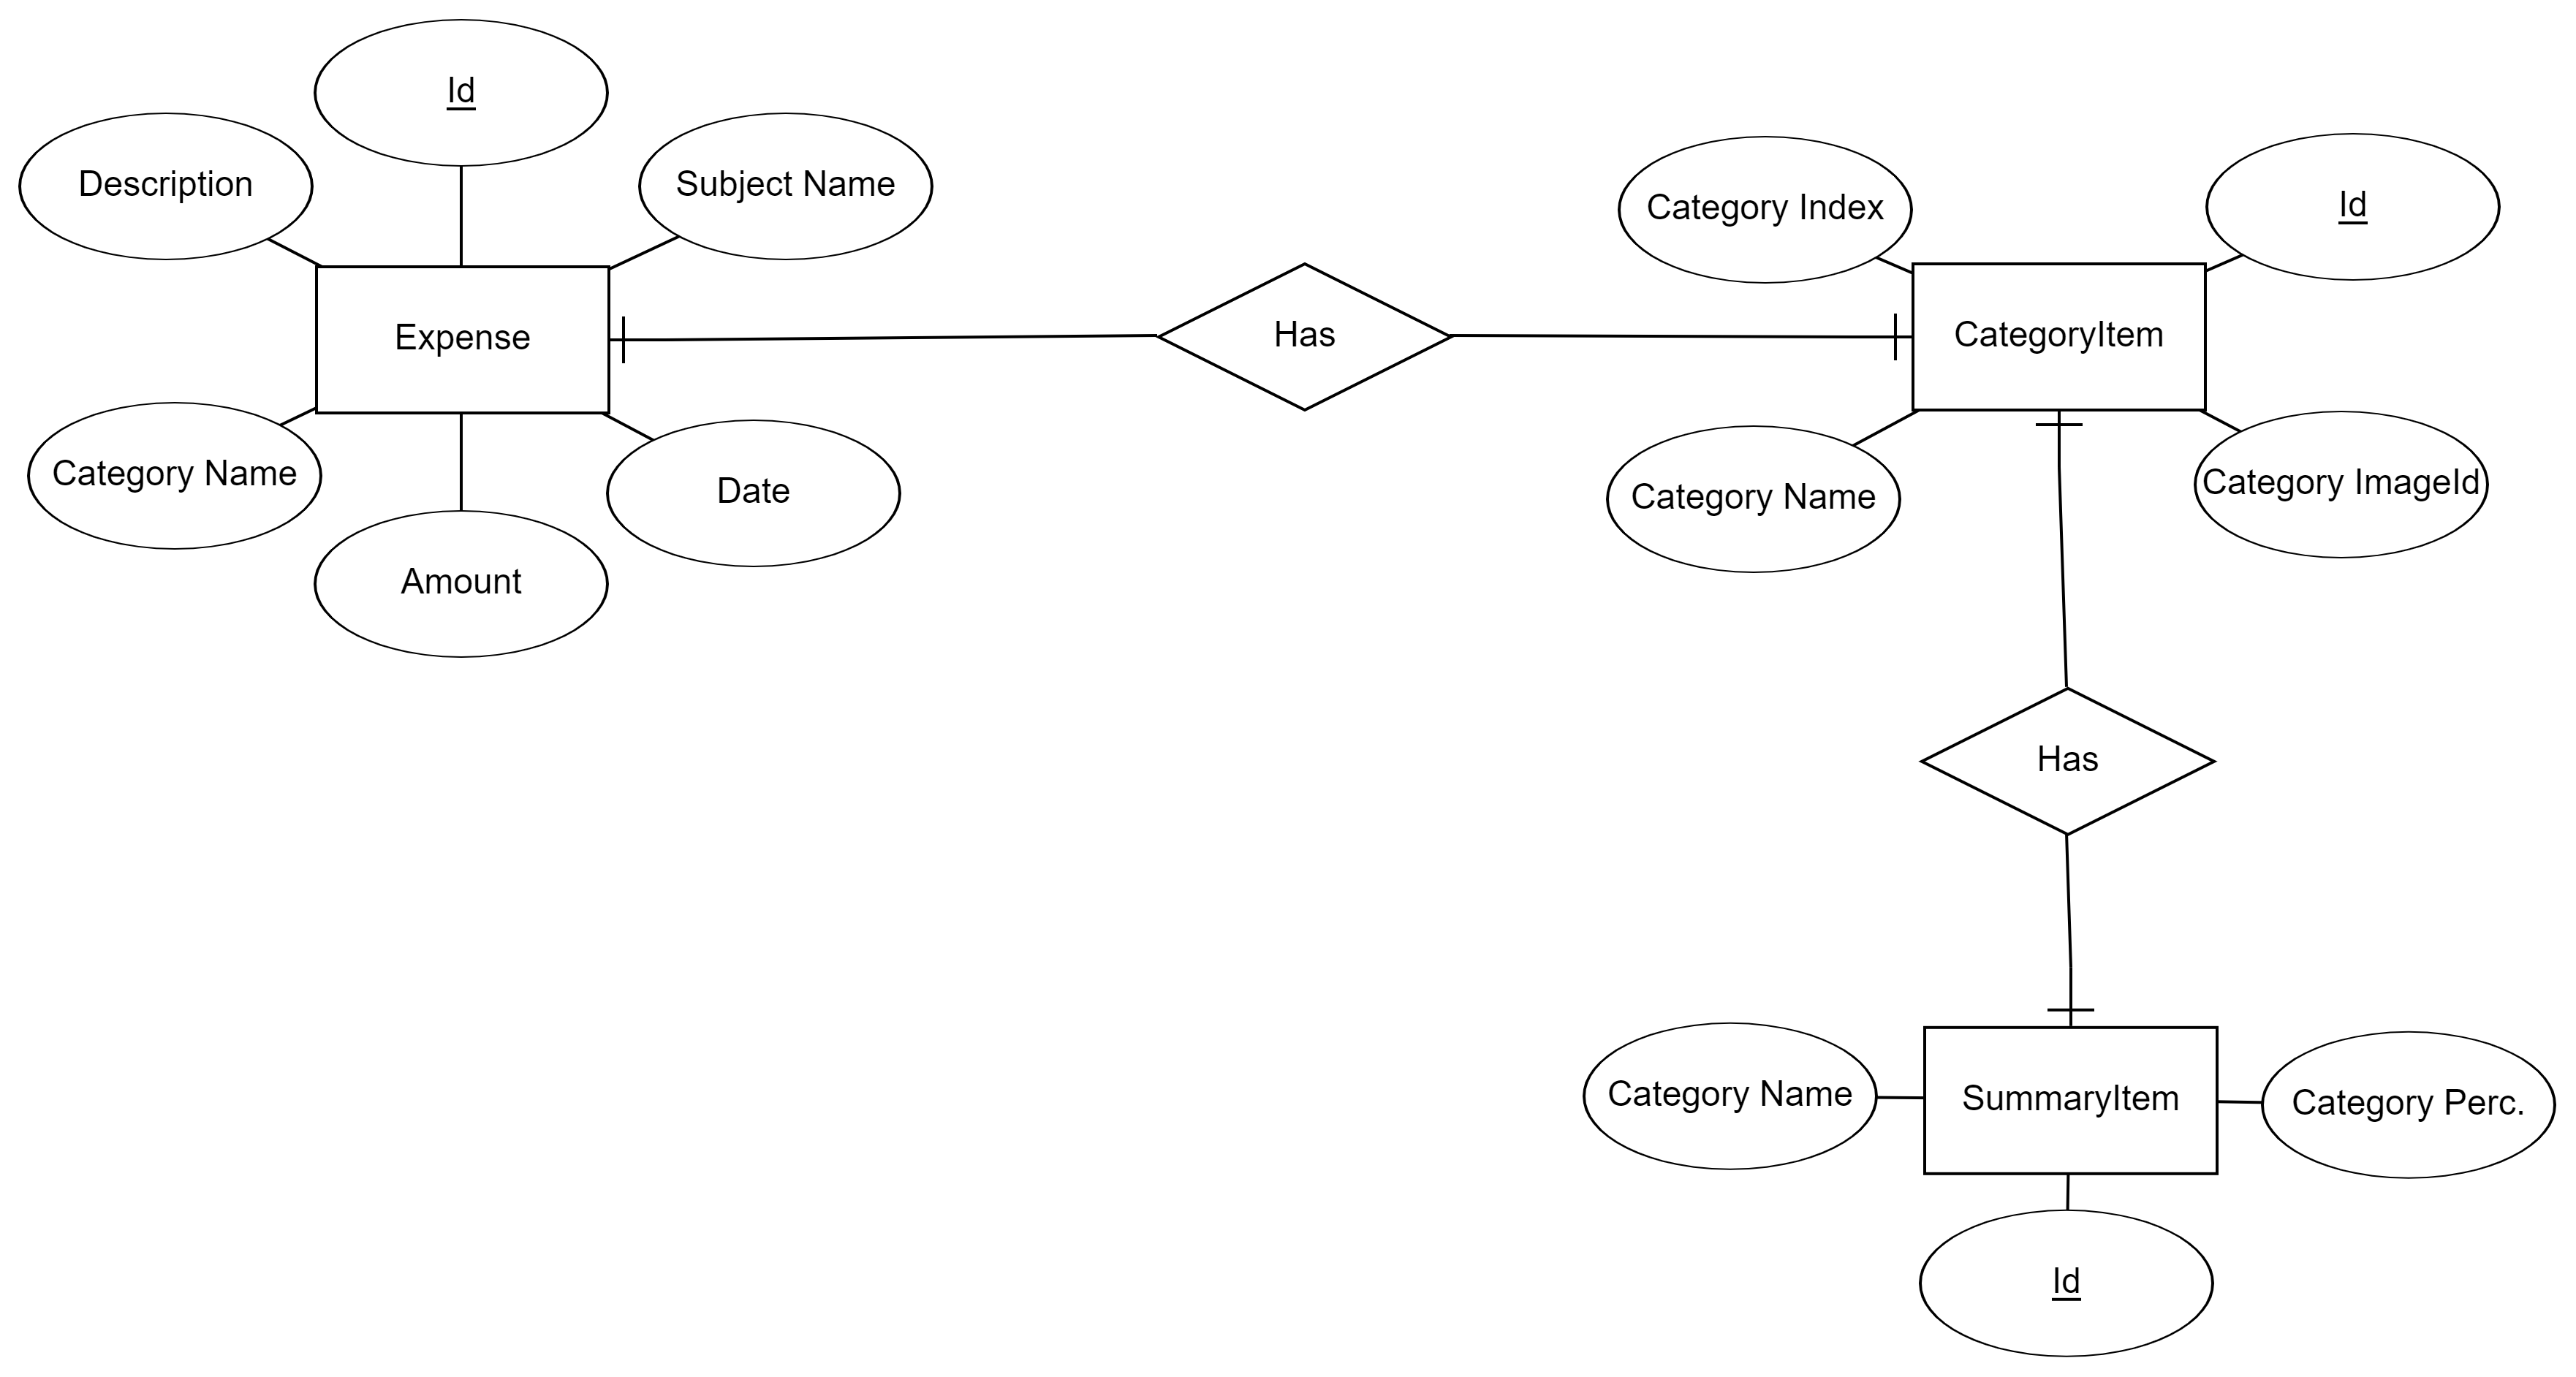 Id
Description
Subject Name
Expense
Category Name
Amount
Date
Has
Category Index
Id
CategoryItem
Category Name
Category ImageId
Has
Category Name
SummaryItem
Category Perc.
Id